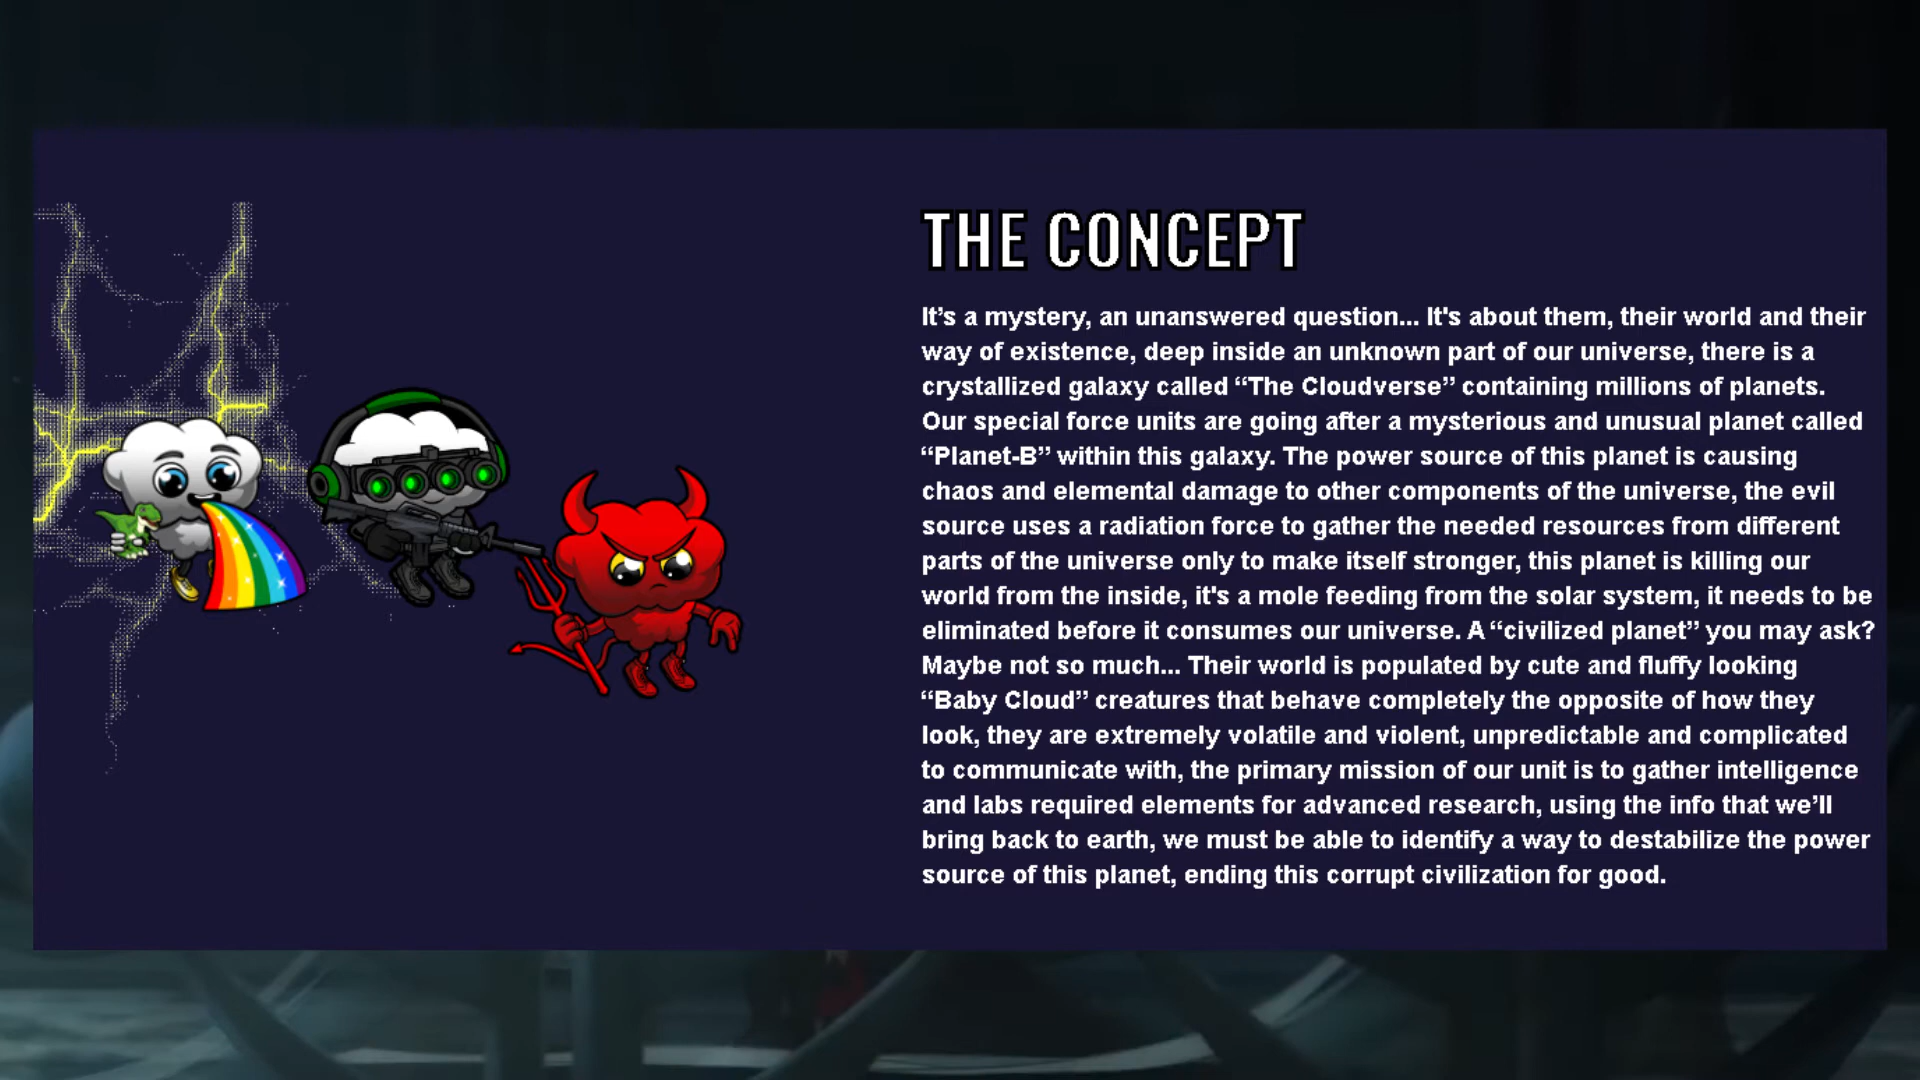 THE CONCEPT
It’s a mystery, an unanswered question... It's about them, their world and their
way of existence, deep inside an unknown part of our universe, there is a
crystallized galaxy called “The Cloudverse” containing millions of planets.
Our special force units are going after a mysterious and unusual planet called
“Planet-B” within this galaxy. The power source of this planet is causing
chaos and elemental damage to other components of the universe, the evil
source uses a radiation force to gather the needed resources from different
parts of the universe only to make itself stronger, this planet is killing our
world from the inside, it's a mole feeding from the solar system, it needs to be
eliminated before it consumes our universe. A “civilized planet” you may ask?
Maybe not so much... Their world is populated by cute and fluffy looking
“Baby Cloud” creatures that behave completely the opposite of how they
look, they are extremely volatile and violent, unpredictable and complicated
to communicate with, the primary mission of our unit is to gather intelligence
and labs required elements for advanced research, using the info that we’ll
bring back to earth, we must be able to identify a way to destabilize the power
source of this planet, ending this corrupt civilization for good.